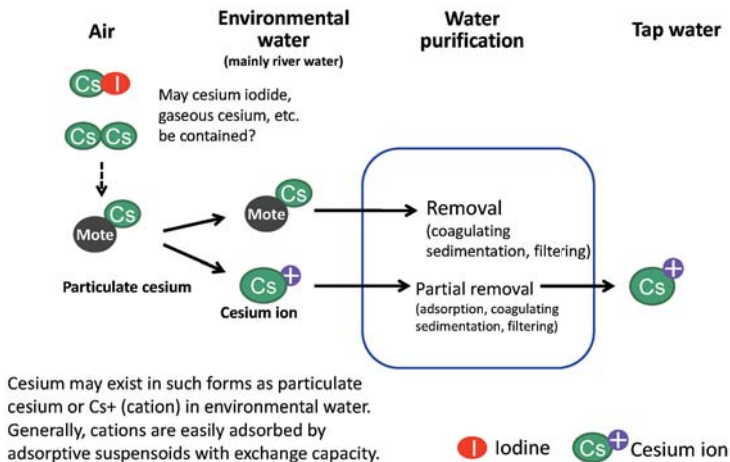 Air
Environmental
water
(mainly river water)
Water
purification
Tap water
Cs I
May cesium iodide,
gaseous cesium, etc.
be contained?
Cs Cs
Cs
Mote
Particulate cesium
Cs
Mote
Cs +
Cesium ion
Removal
(coagulating
sedimentation, filtering)
Partial removal
(adsorption, coagulating
sedimentation, filtering)
Cs +
Cesium may exist in such forms as particulate
cesium or Cs+ (cation) in environmental water.
Generally, cations are easily adsorbed by
adsorptive suspensoids with exchange capacity.
I Iodine
Cs + Cesium ion